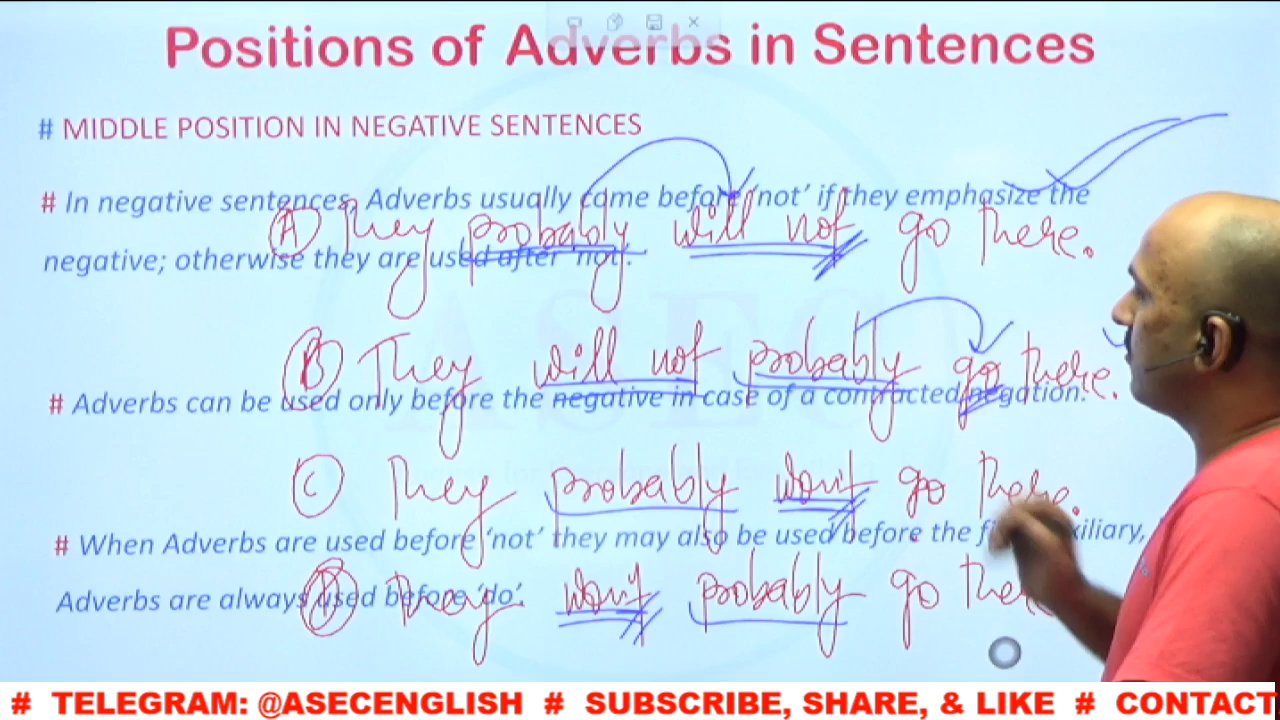 Positions of Adverbs in Sentences
# MIDDLE POSITION IN NEGATIVE SENTENCES
# In negative sentences, Adverbs usually come before 'not' if they emphasize the
(A) They probably will not go there.
negative; otherwise they are used after 'not'.
(B) They will not probably go there.
# Adverbs can be used only before the negative in case of a contracted negation.
(C) They probably won't go there.
# When Adverbs are used before 'not' they may also be used before the auxiliary,
Adverbs are always used before 'do'.
(D) They won't probably go there
ASEC
# TELEGRAM: @ASECENGLISH # SUBSCRIBE, SHARE, & LIKE # CONTACT